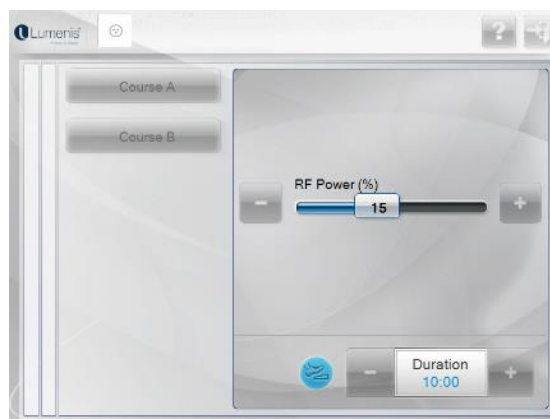 Lumenis
?
Course A
Course B
RF Power (%)
−
15
+
−
Duration
10:00
+